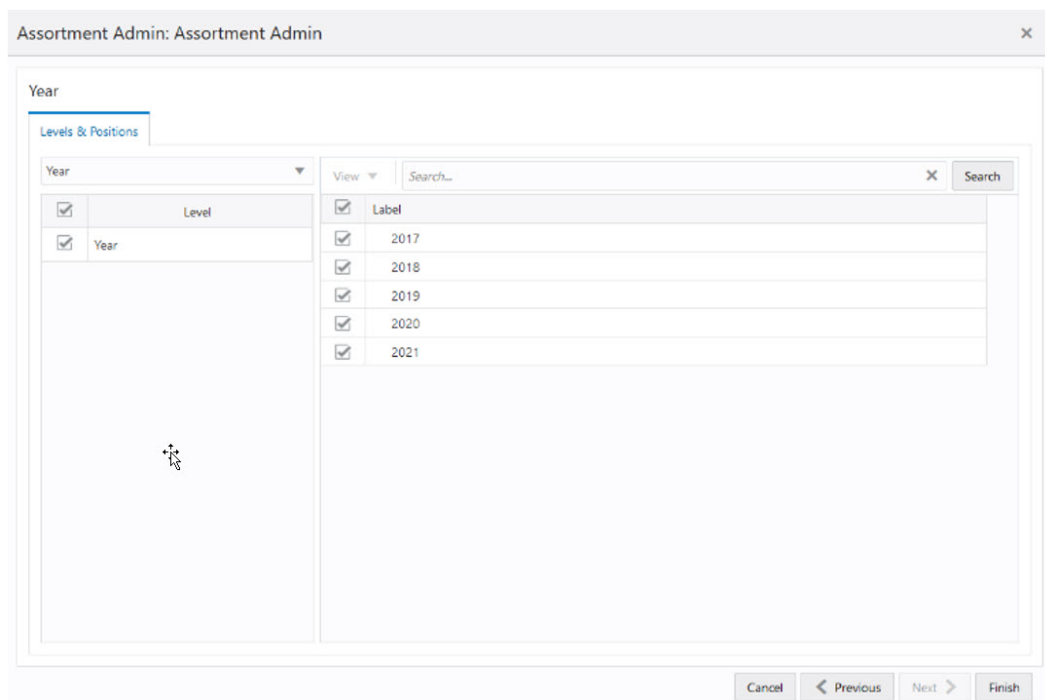 Assortment Admin: Assortment Admin
Year
Levels & Positions
Year
View
Search...
Search
Level
Label
Year
2017
2018
2019
2020
2021
Cancel
Previous
Next
Finish